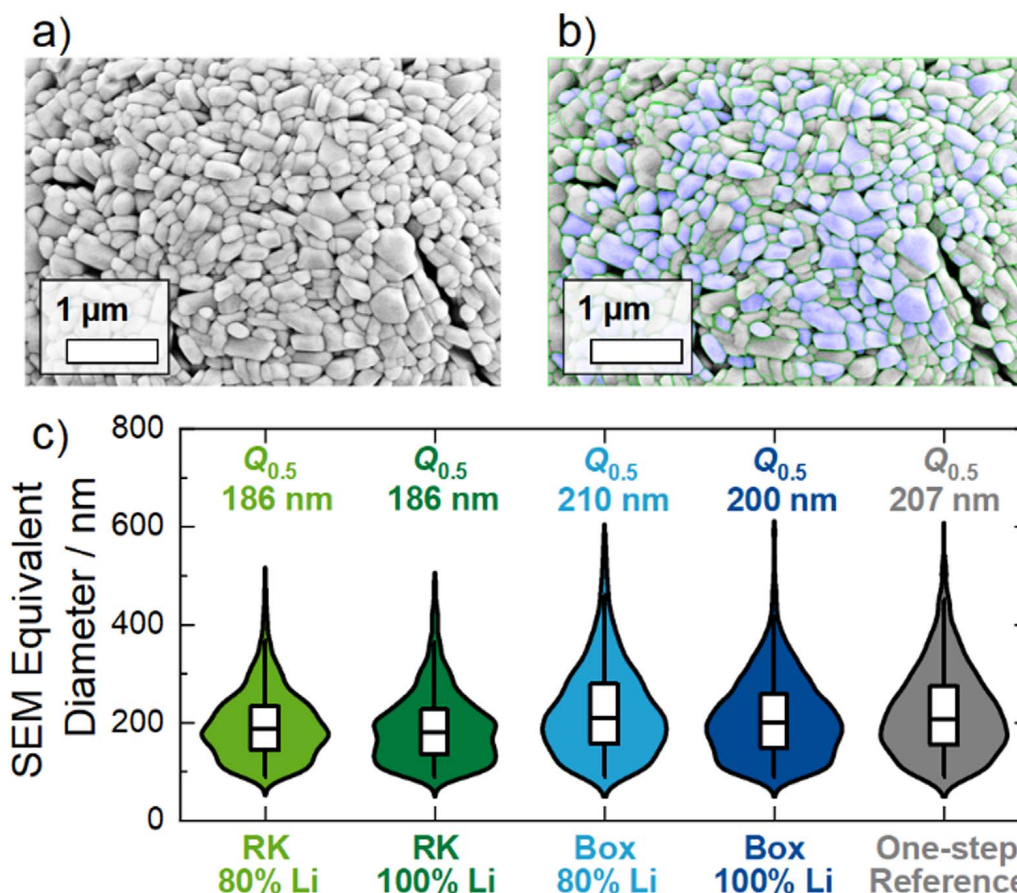 a)
b)
1 µm
1 µm
c)
800
600
400
200
0
SEM Equivalent
Diameter / nm
Q0.5
186 nm
Q0.5
186 nm
Q0.5
210 nm
Q0.5
200 nm
Q0.5
207 nm
RK
80% Li
RK
100% Li
Box
80% Li
Box
100% Li
One-step
Reference